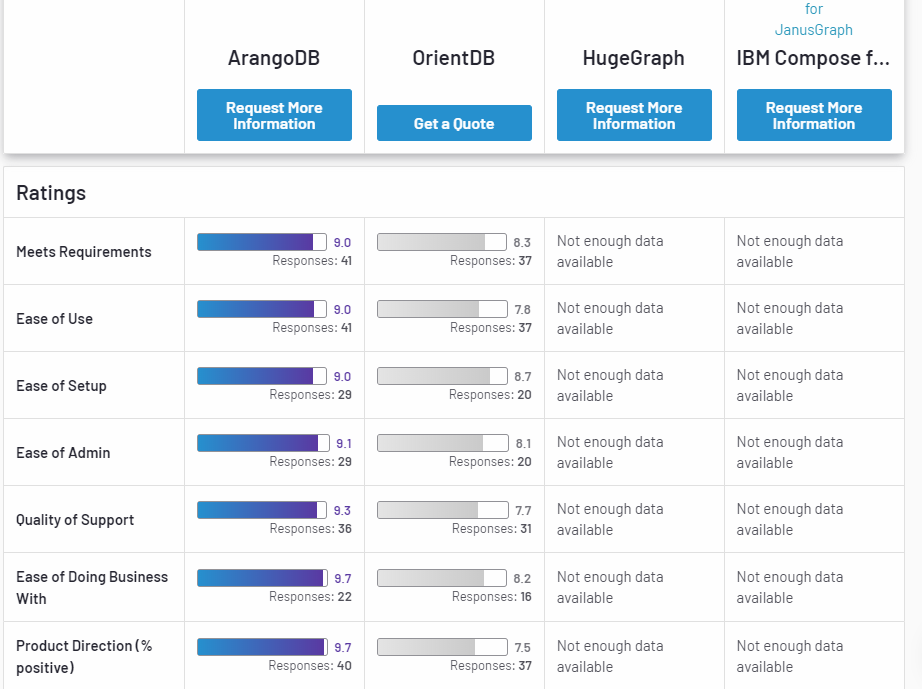 for
JanusGraph
ArangoDB
OrientDB
HugeGraph
IBM Compose f...
Request More
Information
Get a Quote
Request More
Information
Request More
Information
Ratings
Meets Requirements
9.0
Responses: 41
8.3
Responses: 37
Not enough data
available
Not enough data
available
Ease of Use
9.0
Responses: 41
7.8
Responses: 37
Not enough data
available
Not enough data
available
Ease of Setup
9.0
Responses: 29
8.7
Responses: 20
Not enough data
available
Not enough data
available
Ease of Admin
9.1
Responses: 29
8.1
Responses: 20
Not enough data
available
Not enough data
available
Quality of Support
9.3
Responses: 36
7.7
Responses: 31
Not enough data
available
Not enough data
available
Ease of Doing Business
With
9.7
Responses: 22
8.2
Responses: 16
Not enough data
available
Not enough data
available
Product Direction (%
positive)
9.7
Responses: 40
7.5
Responses: 37
Not enough data
available
Not enough data
available